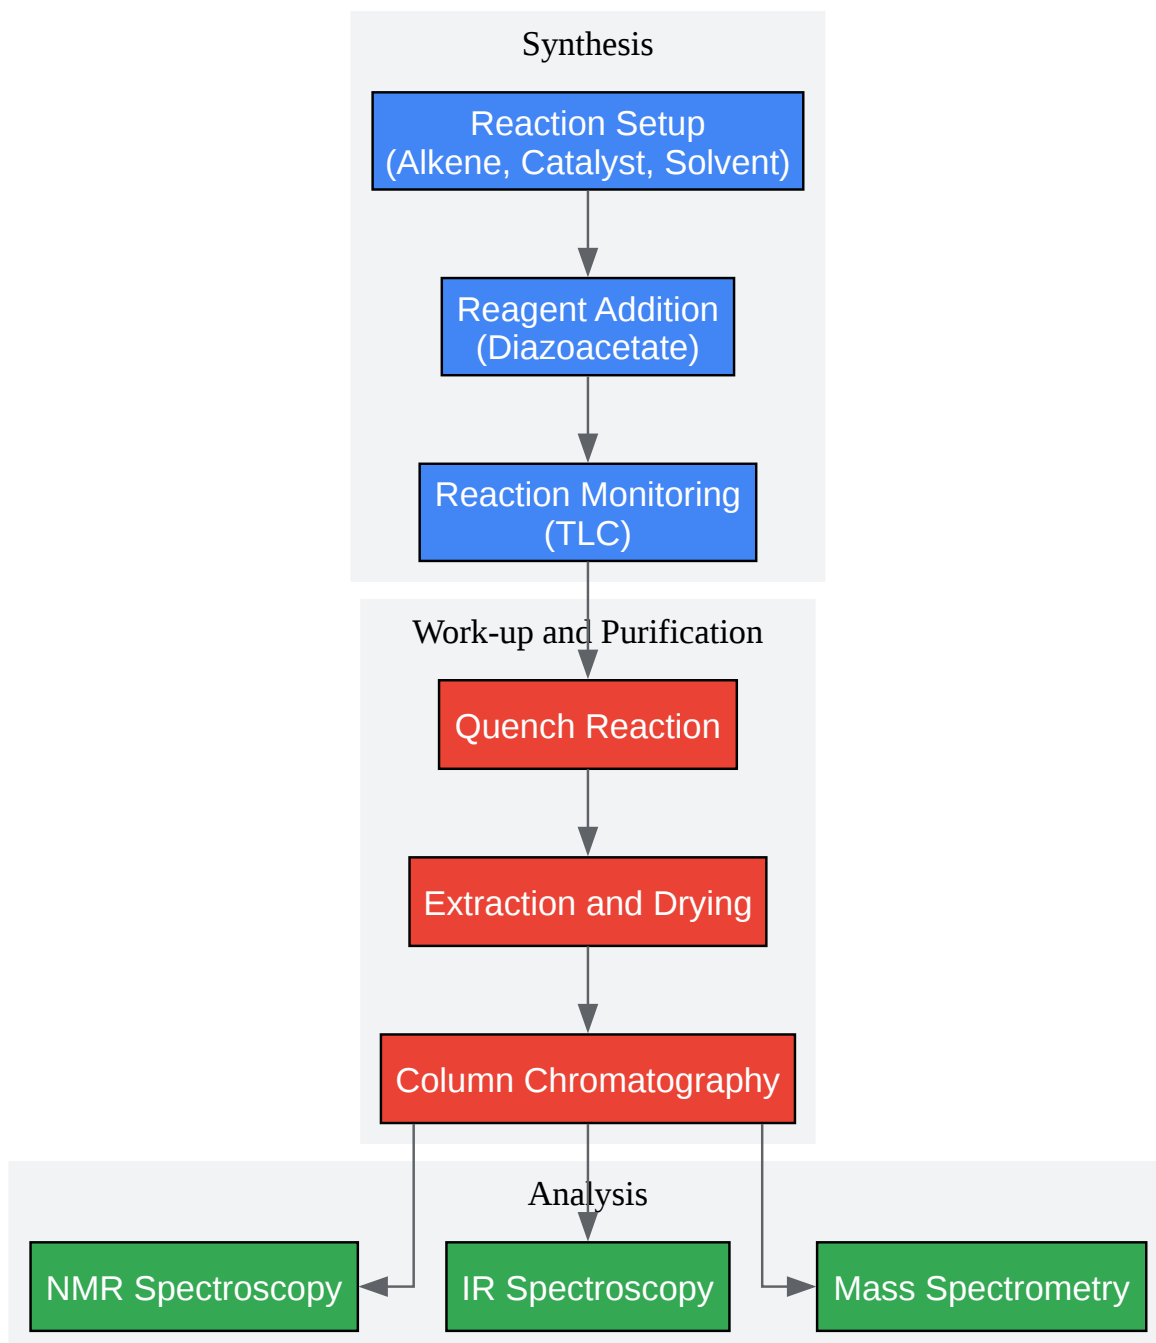 Synthesis
Reaction Setup
(Alkene, Catalyst, Solvent)
Reagent Addition
(Diazoacetate)
Reaction Monitoring
(TLC)
Work-up and Purification
Quench Reaction
Extraction and Drying
Column Chromatography
Analysis
NMR Spectroscopy
IR Spectroscopy
Mass Spectrometry